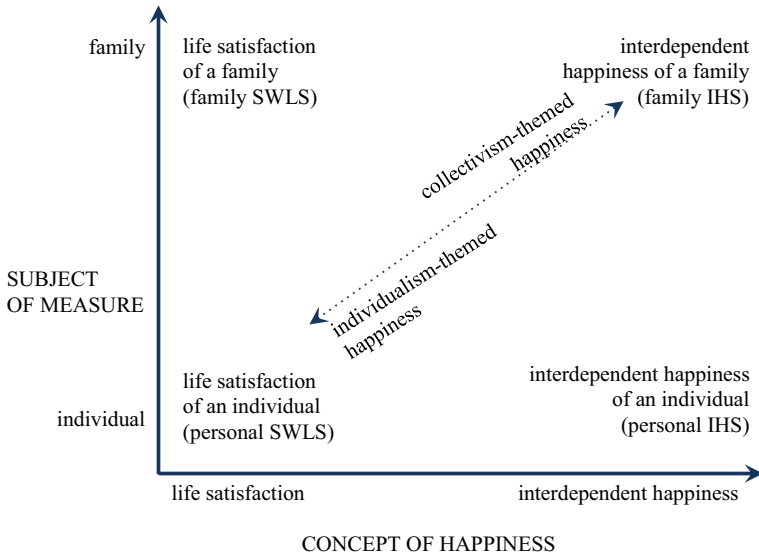 family
life satisfaction
of a family
(family SWLS)
interdependent
happiness of a family
(family IHS)
collectivism-themed
happiness
individualism-themed
happiness
SUBJECT
OF MEASURE
individual
life satisfaction
of an individual
(personal SWLS)
interdependent happiness
of an individual
(personal IHS)
life satisfaction
interdependent happiness
CONCEPT OF HAPPINESS